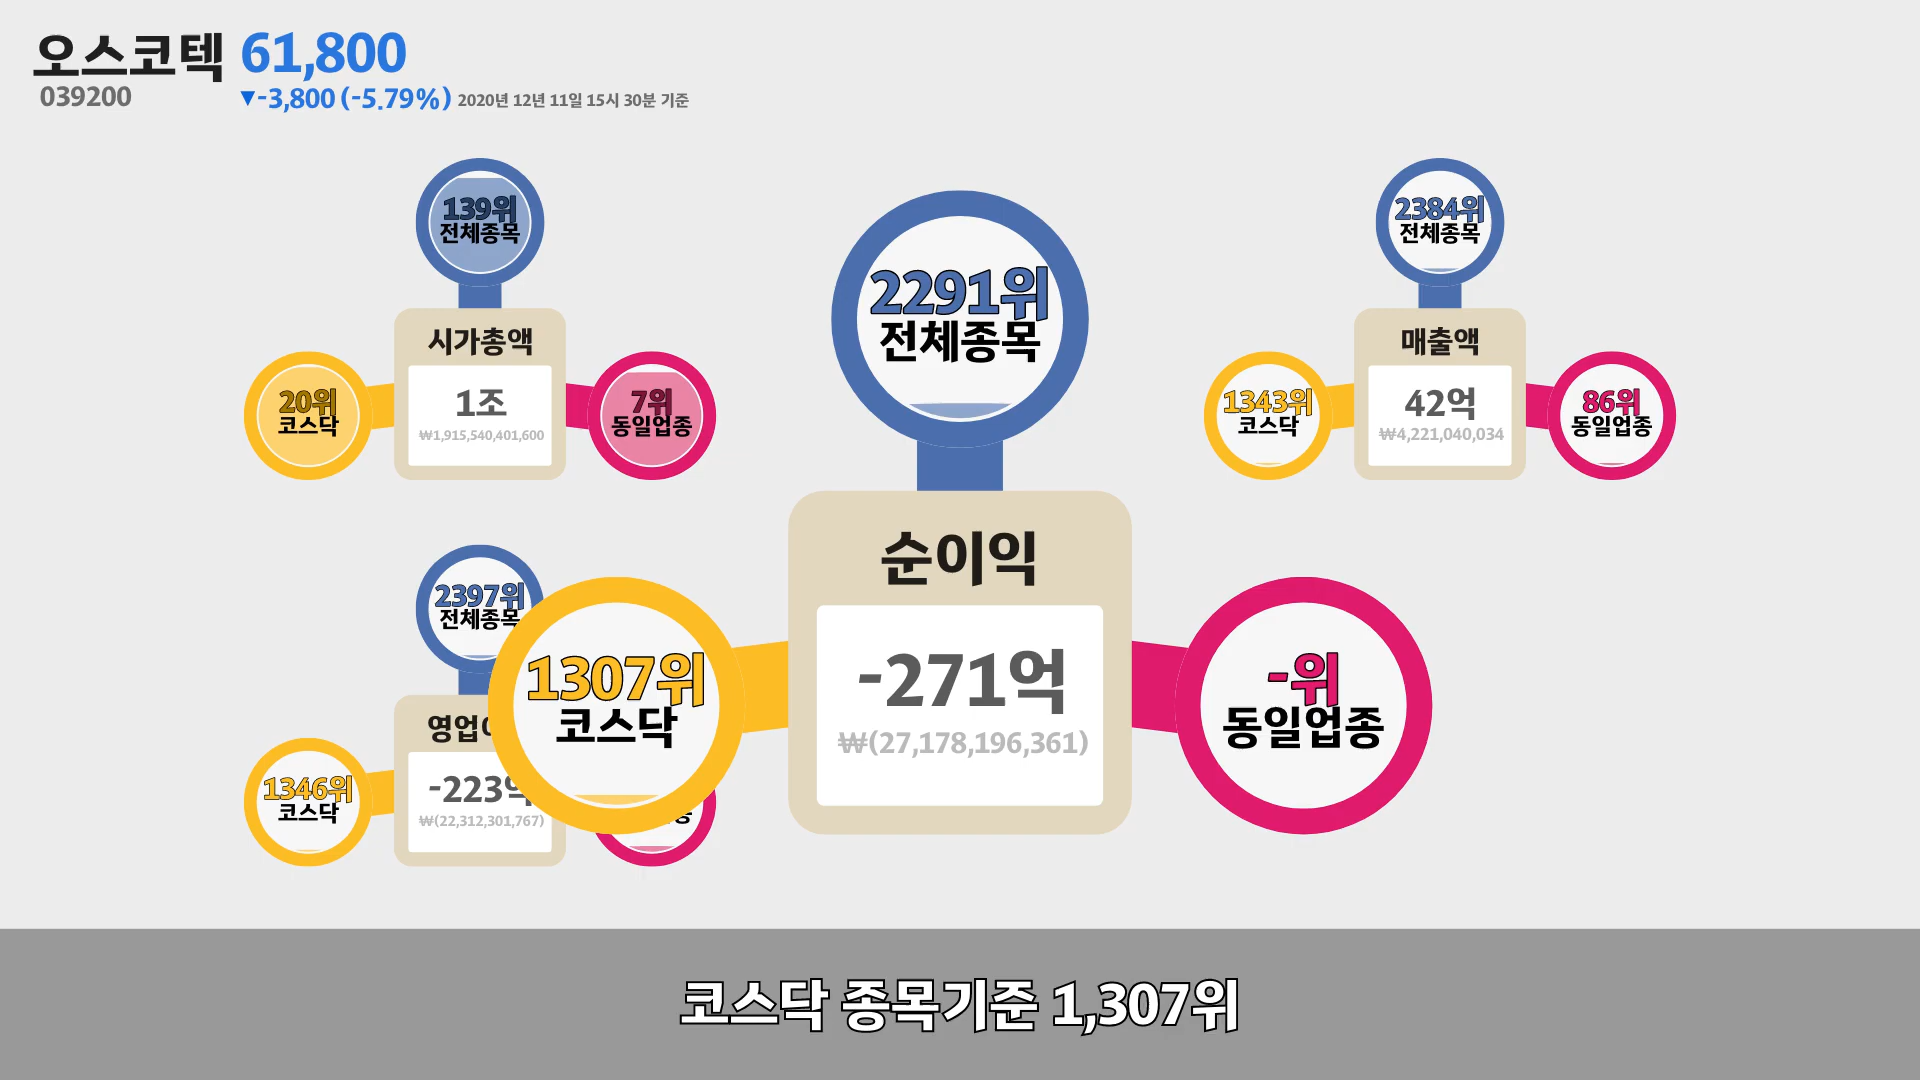 오스코텍
039200
61,800
▼-3,800 (-5.79%) 2020년 12년 11일 15시 30분 기준
139위
전체종목
시가총액
1조
₩1,915,540,401,600
20위
코스닥
7위
동일업종
2291위
전체종목
순이익
-271억
₩(27,178,196,361)
1307위
코스닥
-위
동일업종
2384위
전체종목
매출액
42억
₩4,221,040,034
1343위
코스닥
86위
동일업종
2397위
전체종목
영업
-223억
₩(22,312,301,767)
1346위
코스닥
코스닥 종목기준 1,307위